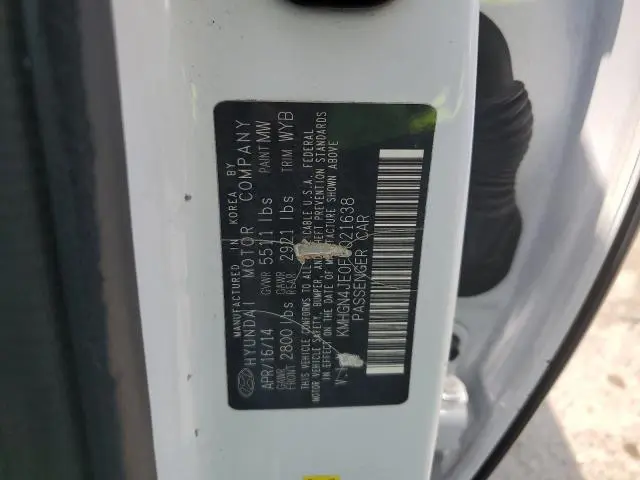 MANUFACTURED IN KOREA BY
HYUNDAI MOTOR COMPANY
APR/16/14 GVWR 5511 lbs PAINT MW
GAWR FRONT 2800 lbs GAWR REAR 2921 lbs TRIM WYB
THIS VEHICLE CONFORMS TO ALL U.S.A. FEDERAL
MOTOR VEHICLE SAFETY, BUMPER, AND THEFT PREVENTION STANDARDS
IN EFFECT ON THE DATE OF MANUFACTURE SHOWN ABOVE
PASSENGER CAR